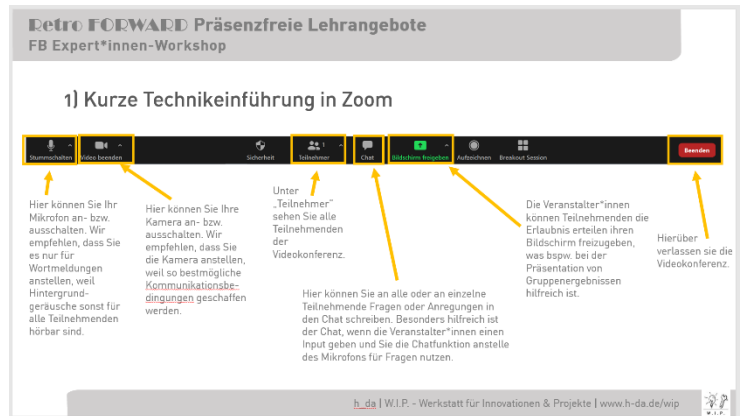 Retro FORWARD Präsenzfreie Lehrangebote
FB Expert*innen-Workshop
1) Kurze Technikeinführung in Zoom
Stummschalten
Video beenden
Sicherheit
1
Teilnehmer
Chat
Bildschirm freigeben
Aufzeichnen
Breakout Session
Beenden
Hier können Sie Ihr
Mikrofon an- bzw.
ausschalten. Wir
empfehlen, dass Sie
es nur für
Wortmeldungen
anstellen, weil
Hintergrund-
geräusche sonst für
alle Teilnehmenden
hörbar sind.
Hier können Sie Ihre
Kamera an- bzw.
ausschalten. Wir
empfehlen, dass Sie
die Kamera anstellen,
weil so bestmögliche
Kommunikationsbe-
dingungen geschaffen
werden.
Unter
„Teilnehmer“
sehen Sie alle
Teilnehmenden
der
Videokonferenz.
Hier können Sie an alle oder an einzelne
Teilnehmende Fragen oder Anregungen in
den Chat schreiben. Besonders hilfreich ist
der Chat, wenn die Veranstalter*innen einen
Input geben und Sie die Chatfunktion anstelle
des Mikrofons für Fragen nutzen.
Die Veranstalter*innen
können Teilnehmenden die
Erlaubnis erteilen ihren
Bildschirm freizugeben,
was bspw. bei der
Präsentation von
Gruppenergebnissen
hilfreich ist.
Hierüber
verlassen sie die
Videokonferenz.
h_da | W.I.P. - Werkstatt für Innovationen & Projekte | www.h-da.de/wip
W.I.P.